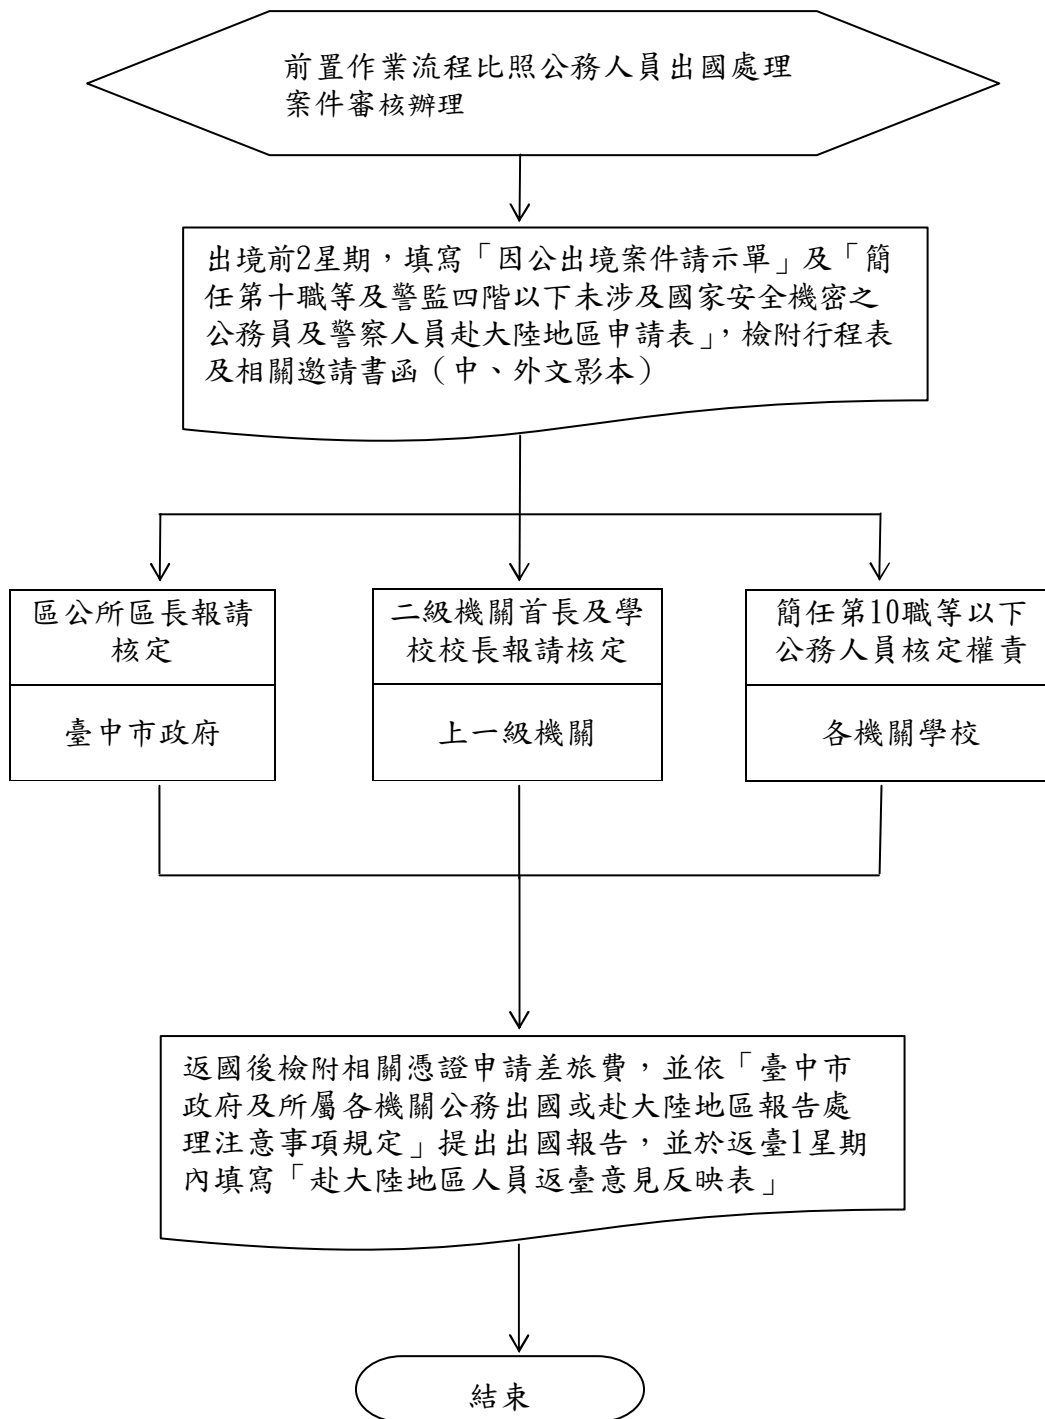 前置作業流程比照公務人員出國處理
案件審核辦理
出境前2星期，填寫「因公出境案件請示單」及「簡
任第十職等及警監四階以下未涉及國家安全機密之
公務員及警察人員赴大陸地區申請表」，檢附行程表
及相關邀請書函（中、外文影本）
區公所區長報請
核定
臺中市政府
二級機關首長及學
校校長報請核定
上一級機關
簡任第10職等以下
公務人員核定權責
各機關學校
返國後檢附相關憑證申請差旅費，並依「臺中市
政府及所屬各機關公務出國或赴大陸地區報告處
理注意事項規定」提出出國報告，並於返臺1星期
內填寫「赴大陸地區人員返臺意見反映表」
結束